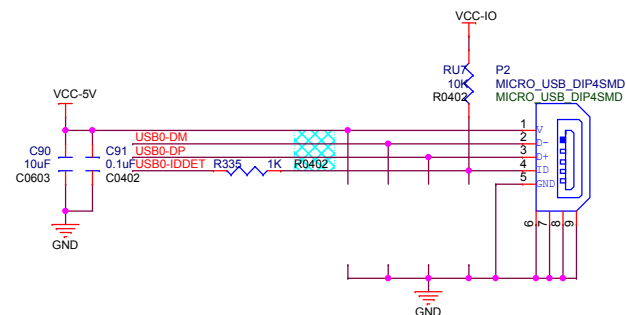 VCC-IO
RU7
10K
R0402
P2
MICRO_USB_DIP4SMD
MICRO_USB_DIP4SMD
VCC-5V
C90
10uF
C0603
C91
0.1uF
C0402
USB0-DM
USB0-DP
USB0-IDDET
R335
1K
R0402
1
2
3
4
5
V
D-
D+
ID
GND
6
7
8
9
GND
GND